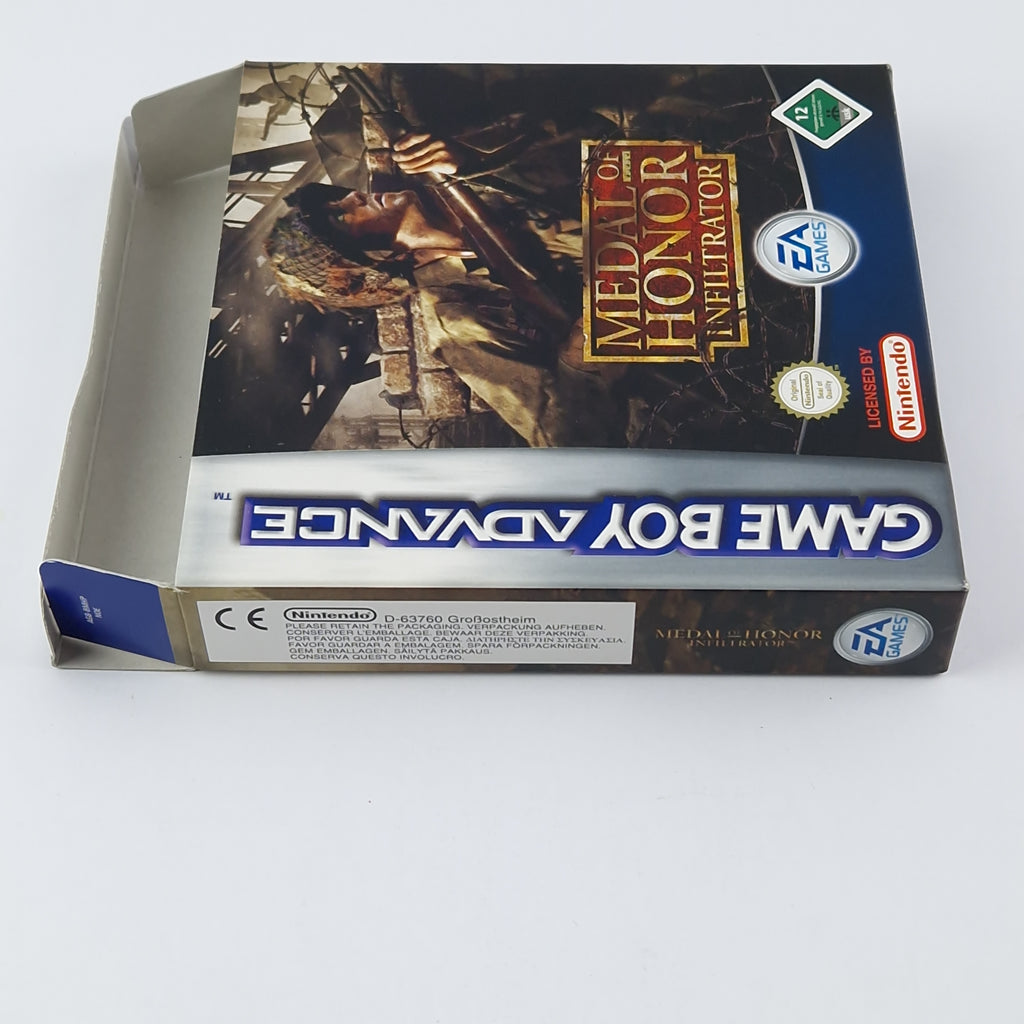 12
usk
MEDAL OF
HONOR
INFILTRATOR
EA
GAMES
Original
Nintendo
Seal of
Quality
LICENSED BY
Nintendo®
GAME BOY ADVANCE
TM
NOE
CE
Nintendo
D-63760 Großostheim
PLEASE RETAIN THE PACKAGING. VERPACKUNG AUFHEBEN.
CONSERVER L'EMBALLAGE. BEWAAR DEZE VERPAKKING.
POR FAVOR GUARDA ESTA CAJA. ΔΙΑΤΗΡΗΣΤΕ ΤΗΝ ΣΥΣΚΕΥΑΣΙΑ.
FAVOR GUARDAR A EMBALAGEM. SPARA FÖRPACKNINGEN.
GEM EMBALLAGEN. SÄILYTÄ PAKKAUS.
CONSERVA QUESTO INVOLUCRO.
MEDAL OF HONOR
INFILTRATOR
EA
GAMES